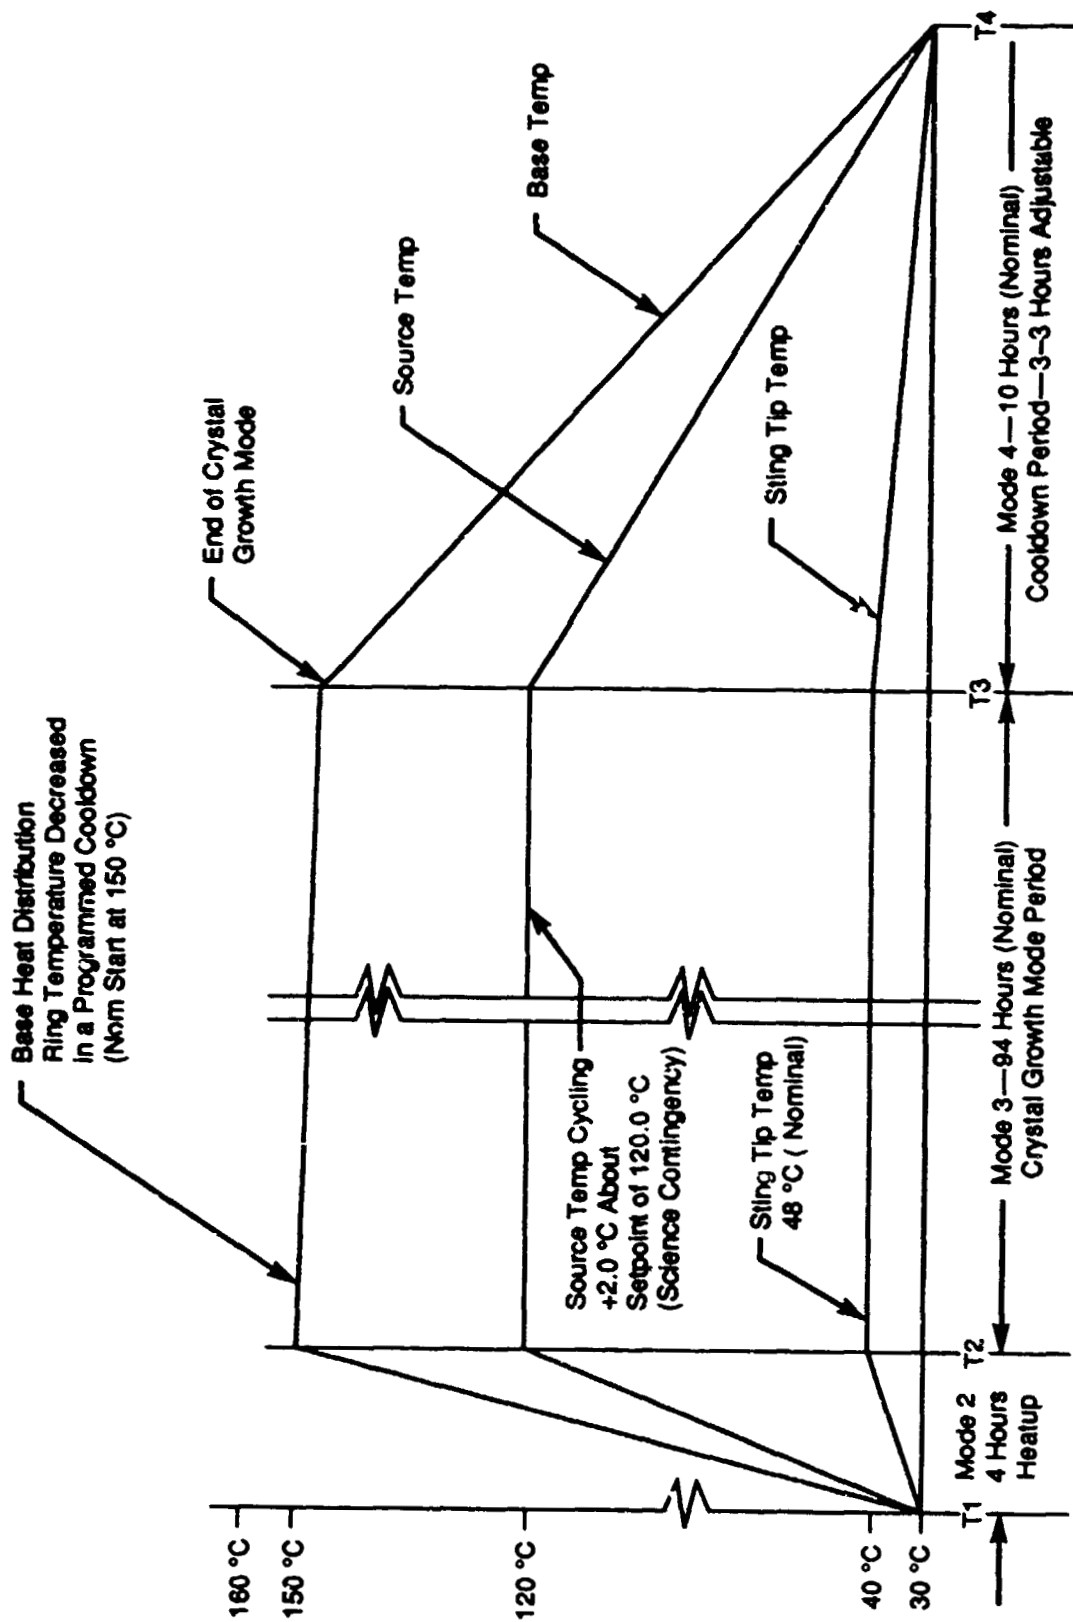 Base Heat Distribution
Ring Temperature Decreased
in a Programmed Cooldown
(Nom Start at 150 °C)
End of Crystal
Growth Mode
Source Temp
Base Temp
160 °C
150 °C
120 °C
40 °C
30 °C
Source Temp Cycling
+2.0 °C About
Setpoint of 120.0 °C
(Science Contingency)
Sting Tip Temp
48 °C ( Nominal)
Sting Tip Temp
T1
T2
T3
T4
Mode 2
4 Hours
Heatup
Mode 3—94 Hours (Nominal)
Crystal Growth Mode Period
Mode 4—10 Hours (Nominal)
Cooldown Period—3–3 Hours Adjustable